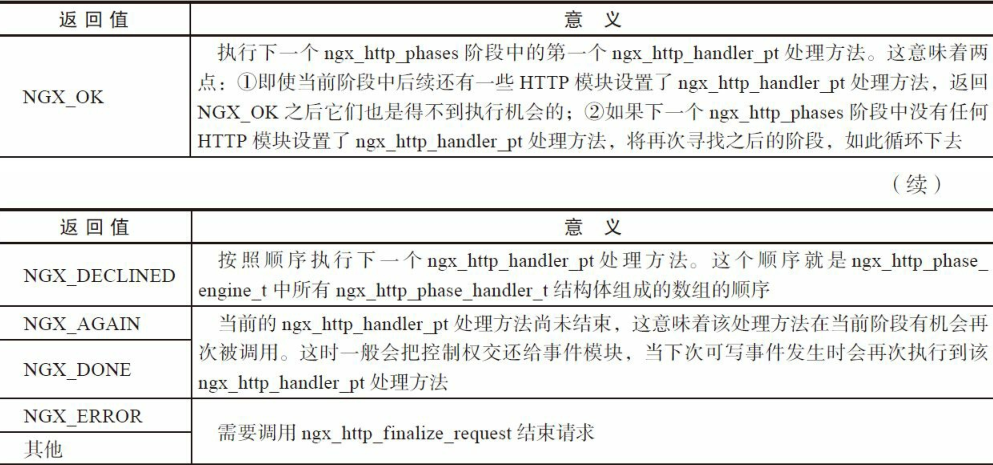 返回值 意 义
执行下一个 ngx_http_phases 阶段中的第一个 ngx_http_handler_pt 处理方法。这意味着两
点：①即使当前阶段中后续还有一些 HTTP 模块设置了 ngx_http_handler_pt 处理方法，返回
NGX_OK
NGX_OK 之后它们也是得不到执行机会的；②如果下一个 ngx_http_phases 阶段中没有任何
HTTP 模块设置了 ngx_http_handler_pt 处理方法，将再次寻找之后的阶段，如此循环下去
（续）
返回值 意 义
NGX_DECLINED
按照顺序执行下一个 ngx_http_handler_pt 处理方法。这个顺序就是 ngx_http_phase_
engine_t 中所有 ngx_http_phase_handler_t 结构体组成的数组的顺序
NGX_AGAIN
当前的 ngx_http_handler_pt 处理方法尚未结束，这意味着该处理方法在当前阶段有机会再
次被调用。这时一般会把控制权交还给事件模块，当下次可写事件发生时会再次执行到该
NGX_DONE
ngx_http_handler_pt 处理方法
NGX_ERROR
需要调用 ngx_http_finalize_request 结束请求
其他